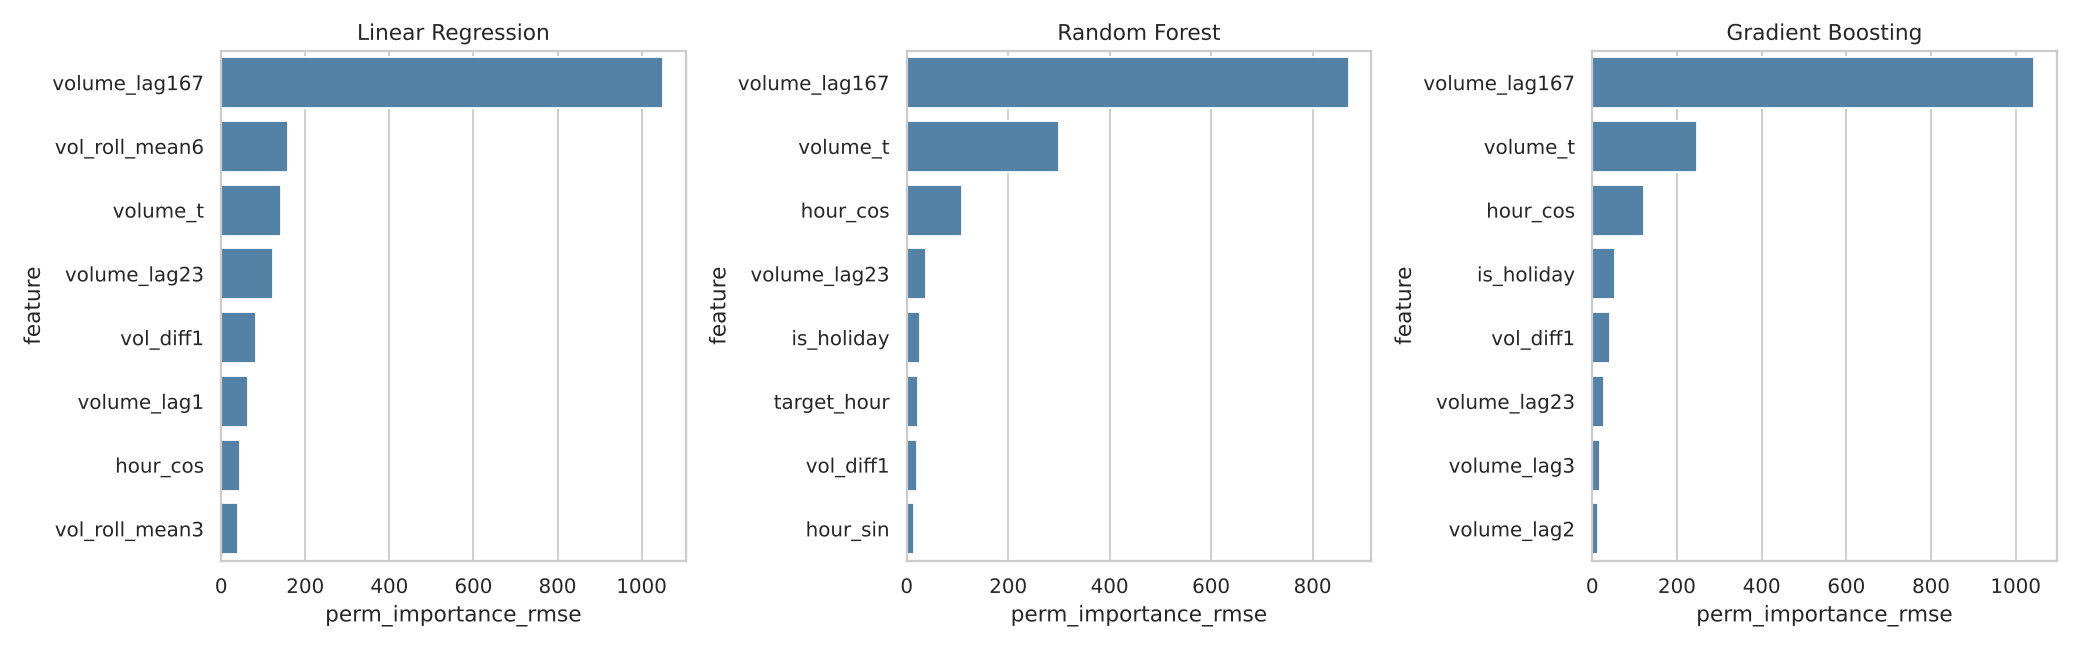 Linear Regression
feature
volume_lag167
vol_roll_mean6
volume_t
volume_lag23
vol_diff1
volume_lag1
hour_cos
vol_roll_mean3
0 200 400 600 800 1000
perm_importance_rmse
Random Forest
feature
volume_lag167
volume_t
hour_cos
volume_lag23
is_holiday
target_hour
vol_diff1
hour_sin
0 200 400 600 800
perm_importance_rmse
Gradient Boosting
feature
volume_lag167
volume_t
hour_cos
is_holiday
vol_diff1
volume_lag23
volume_lag3
volume_lag2
0 200 400 600 800 1000
perm_importance_rmse